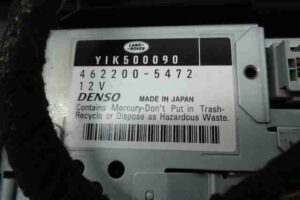 LAND ROVER
YIK500090
462200-5472
12V
DENSO MADE IN JAPAN
Contains Mercury-Don't Put in Trash-
Recycle or Dispose as Hazardous Waste.